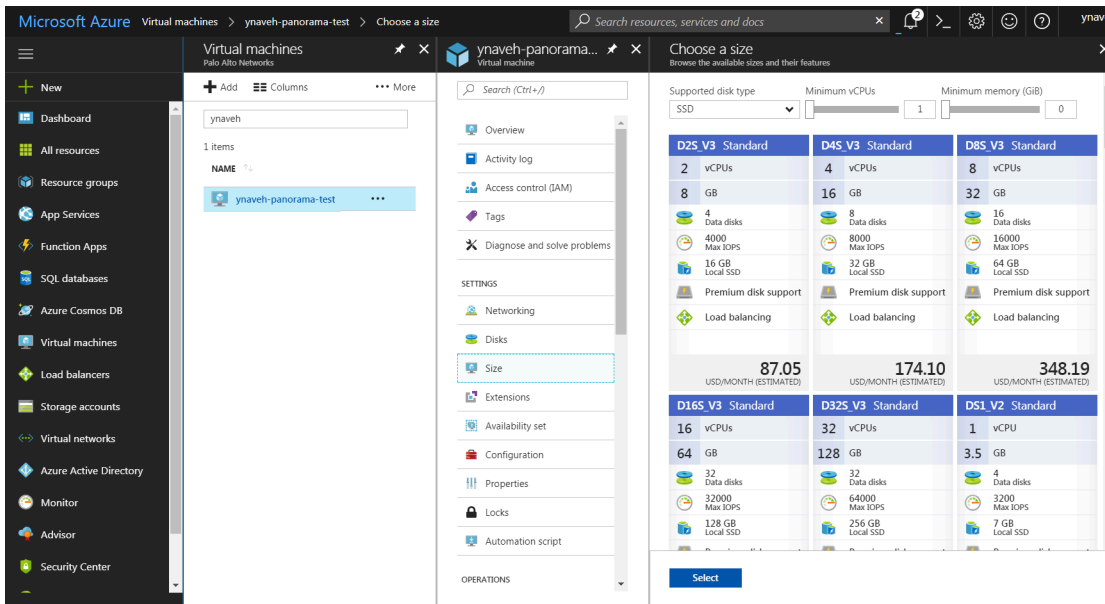 Microsoft Azure Virtual machines > ynaveh-panorama-test > Choose a size
Search resources, services and docs
2
ynav
New
Dashboard
All resources
Resource groups
App Services
Function Apps
SQL databases
Azure Cosmos DB
Virtual machines
Load balancers
Storage accounts
Virtual networks
Azure Active Directory
Monitor
Advisor
Security Center
Virtual machines
Palo Alto Networks
Add Columns ••• More
ynaveh
1 items
NAME
ynaveh-panorama-test •••
ynaveh-panorama...
Virtual machine
Search (Ctrl+/)
Overview
Activity log
Access control (IAM)
Tags
Diagnose and solve problems
SETTINGS
Networking
Disks
Size
Extensions
Availability set
Configuration
Properties
Locks
Automation script
OPERATIONS
Choose a size
Browse the available sizes and their features
Supported disk type Minimum vCPUs Minimum memory (GiB)
SSD 1 0
D2S_V3 Standard
2 vCPUs
8 GB
4
Data disks
4000
Max IOPS
16 GB
Local SSD
Premium disk support
Load balancing
87.05
USD/MONTH (ESTIMATED)
D4S_V3 Standard
4 vCPUs
16 GB
8
Data disks
8000
Max IOPS
32 GB
Local SSD
Premium disk support
Load balancing
174.10
USD/MONTH (ESTIMATED)
D8S_V3 Standard
8 vCPUs
32 GB
16
Data disks
16000
Max IOPS
64 GB
Local SSD
Premium disk support
Load balancing
348.19
USD/MONTH (ESTIMATED)
D16S_V3 Standard
16 vCPUs
64 GB
32
Data disks
32000
Max IOPS
128 GB
Local SSD
D32S_V3 Standard
32 vCPUs
128 GB
32
Data disks
64000
Max IOPS
256 GB
Local SSD
DS1_V2 Standard
1 vCPU
3.5 GB
4
Data disks
3200
Max IOPS
7 GB
Local SSD
Select